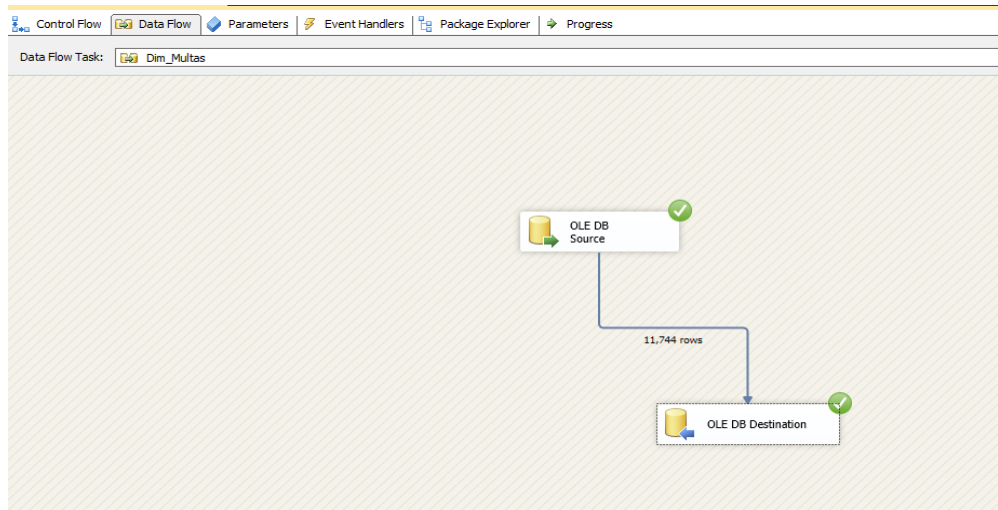 Control Flow Data Flow Parameters Event Handlers Package Explorer Progress
Data Flow Task: Dim_Multas
OLE DB
Source
11,744 rows
OLE DB Destination